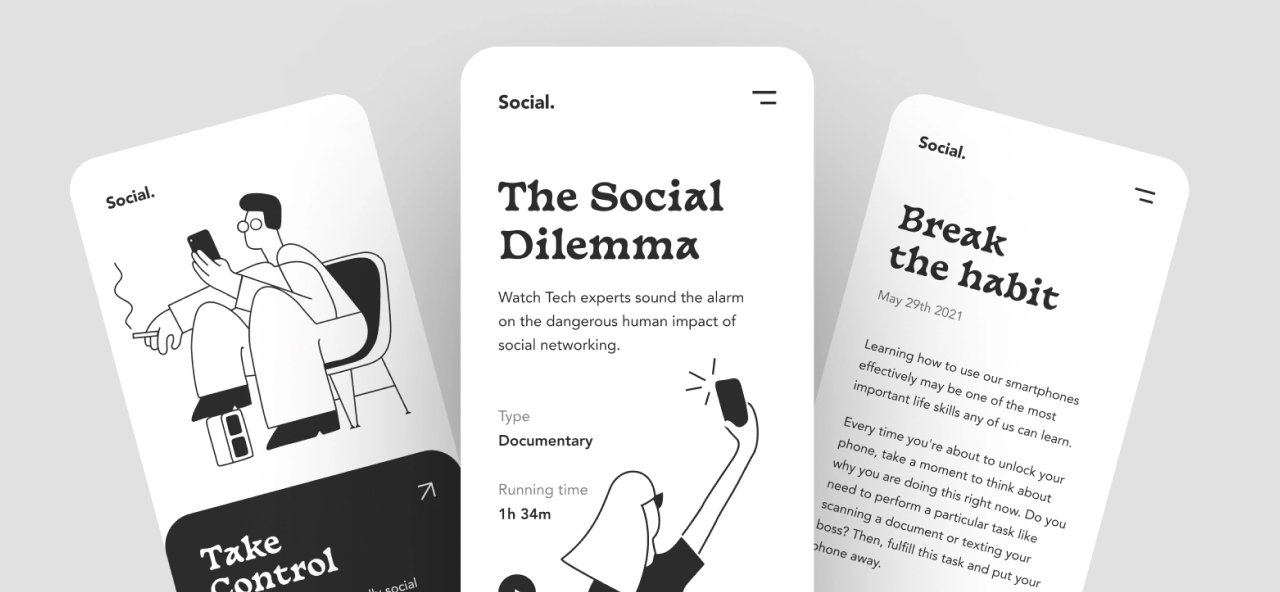 Social.
Take
Control
social
Social.
The Social
Dilemma
Watch Tech experts sound the alarm
on the dangerous human impact of
social networking.
Type
Documentary
Running time
1h 34m
Social.
Break
the habit
May 29th 2021
Learning how to use our smartphones
effectively may be one of the most
important life skills any of us can learn.
Every time you're about to unlock your
phone, take a moment to think about
why you are doing this right now. Do you
need to perform a particular task like
scanning a document or texting your
boss? Then, fulfill this task and put your
phone away.